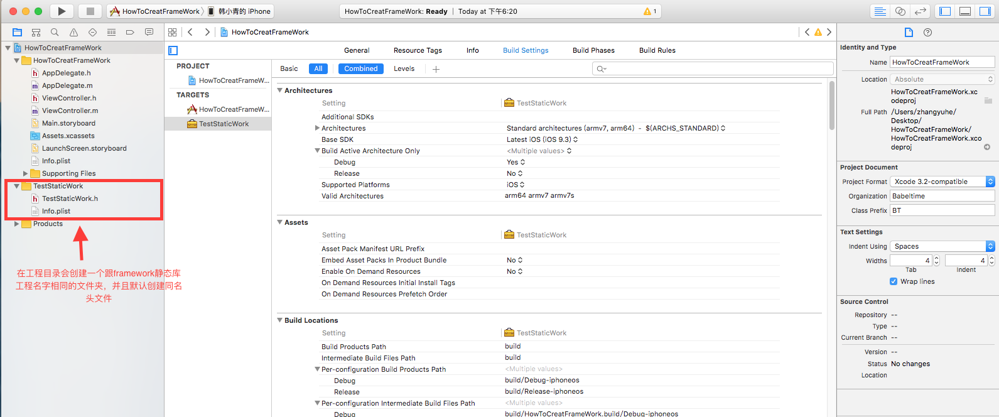 HowToCreatFrameWork 〉 韩小青的 iPhone
HowToCreatFrameWork: Ready | Today at 下午6:20
1
HowToCreatFrameWork
HowToCreatFrameWork
AppDelegate.h
AppDelegate.m
ViewController.h
ViewController.m
Main.storyboard
Assets.xcassets
LaunchScreen.storyboard
Info.plist
Supporting Files
TestStaticWork
TestStaticWork.h
Info.plist
Products
在工程目录会创建一个跟framework静态库
工程名字相同的文件夹，并且默认创建同名
头文件
HowToCreatFrameWork
General Resource Tags Info Build Settings Build Phases Build Rules
PROJECT
HowToCreatFrameW...
TARGETS
HowToCreatFrameW...
TestStaticWork
Basic All Combined Levels +
Architectures
Setting TestStaticWork
Additional SDKs
Architectures Standard architectures (armv7, arm64) - $(ARCHS_STANDARD)
Base SDK Latest iOS (iOS 9.3)
Build Active Architecture Only <Multiple values>
Debug Yes
Release No
Supported Platforms iOS
Valid Architectures arm64 armv7 armv7s
Assets
Setting TestStaticWork
Asset Pack Manifest URL Prefix
Embed Asset Packs In Product Bundle No
Enable On Demand Resources No
On Demand Resources Initial Install Tags
On Demand Resources Prefetch Order
Build Locations
Setting TestStaticWork
Build Products Path build
Intermediate Build Files Path build
Per-configuration Build Products Path <Multiple values>
Debug build/Debug-iphoneos
Release build/Release-iphoneos
Per-configuration Intermediate Build Files Path <Multiple values>
Debug build/HowToCreatFrameWork.build/Debug-iphoneos
Identity and Type
Name HowToCreatFrameWork
Location Absolute
HowToCreatFrameWork.xc
odeproj
Full Path /Users/zhangyuhe/
Desktop/
HowToCreatFrameWork/
HowToCreatFrameWork.xco
deproj
Project Document
Project Format Xcode 3.2-compatible
Organization Babeltime
Class Prefix BT
Text Settings
Indent Using Spaces
Widths 4 4
Tab Indent
Wrap lines
Source Control
Repository --
Type --
Current Branch --
Version --
Status No changes
Location